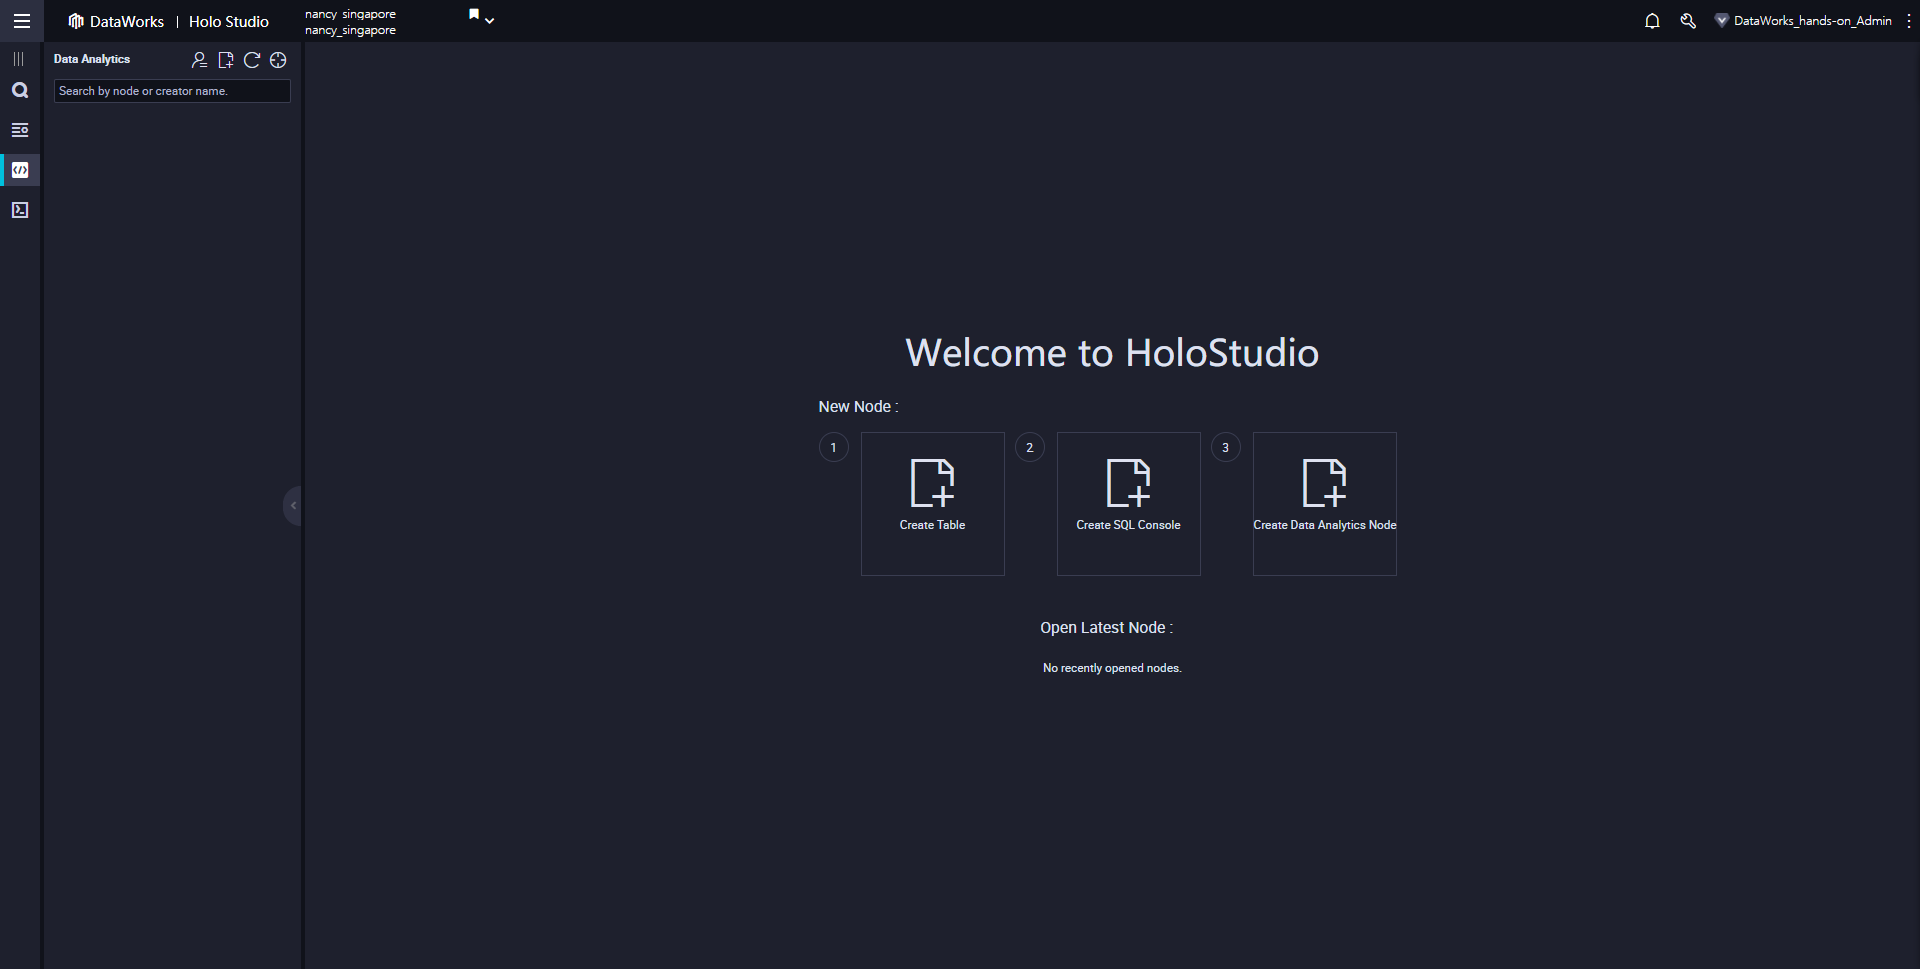 DataWorks | Holo Studio
nancy singapore
nancy_singapore
DataWorks_hands-on_Admin
Data Analytics
Search by node or creator name.
Welcome to HoloStudio
New Node :
1
Create Table
2
Create SQL Console
3
Create Data Analytics Node
Open Latest Node :
No recently opened nodes.